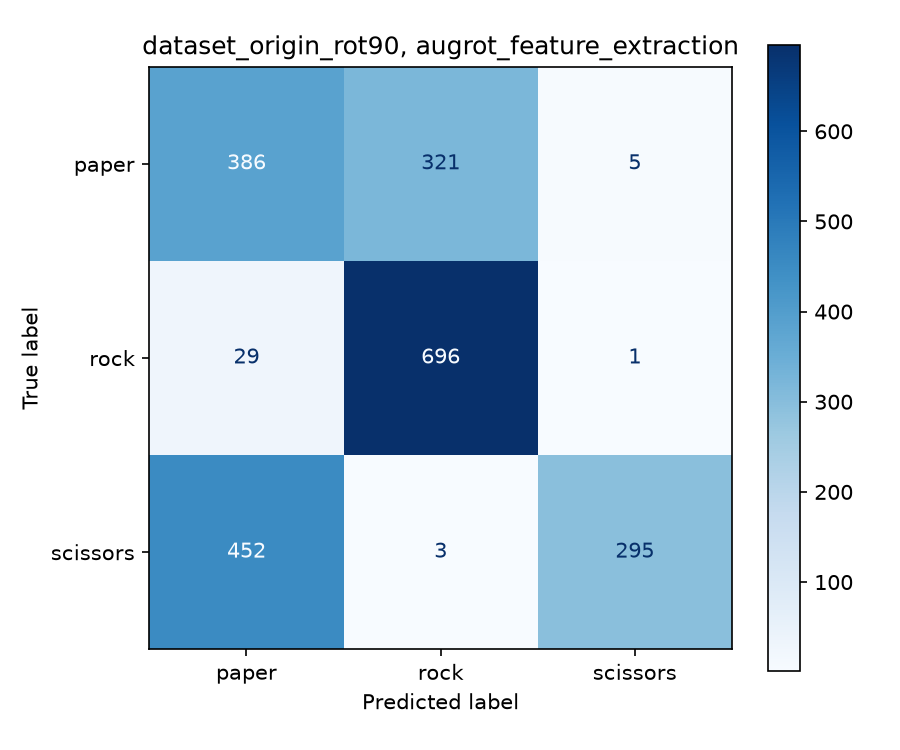 dataset_origin_rot90, augrot_feature_extraction
paper 386 321 5
rock 29 696 1
scissors 452 3 295
paper rock scissors
Predicted label
True label
600
500
400
300
200
100